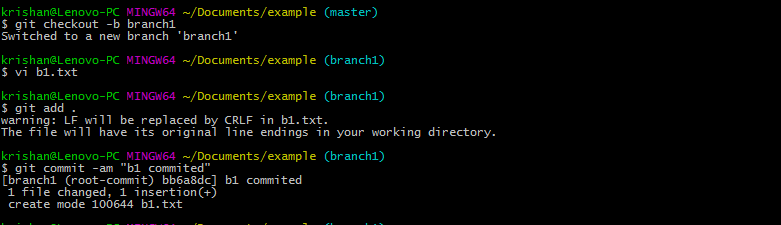 krishan@Lenovo-PC MINGW64 ~/Documents/example (master)
$ git checkout -b branch1
Switched to a new branch 'branch1'
krishan@Lenovo-PC MINGW64 ~/Documents/example (branch1)
$ vi b1.txt
krishan@Lenovo-PC MINGW64 ~/Documents/example (branch1)
$ git add .
warning: LF will be replaced by CRLF in b1.txt.
The file will have its original line endings in your working directory.
krishan@Lenovo-PC MINGW64 ~/Documents/example (branch1)
$ git commit -am "b1 commited"
[branch1 (root-commit) bb6a8dc] b1 commited
1 file changed, 1 insertion(+)
create mode 100644 b1.txt